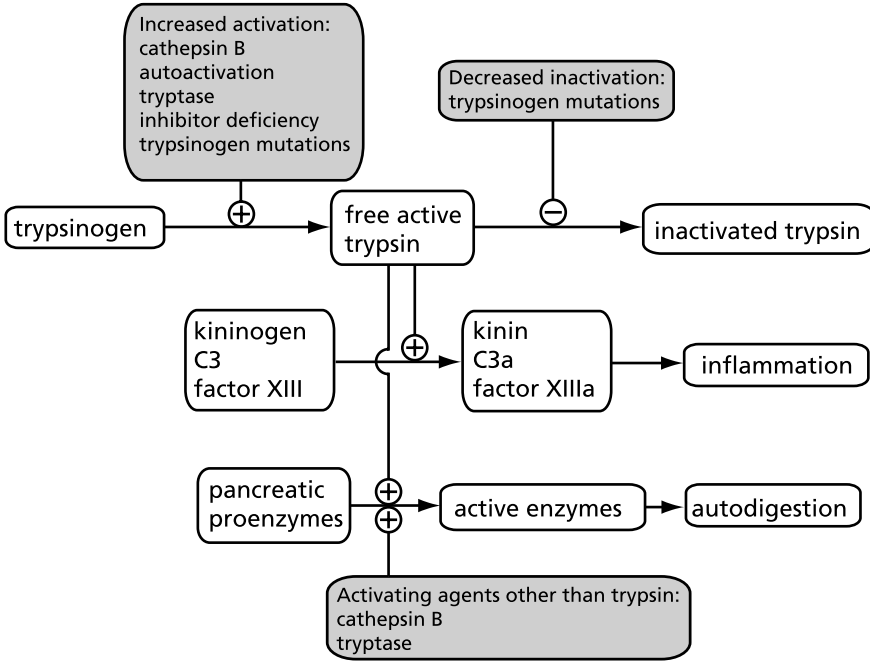 Increased activation:
cathepsin B
autoactivation
tryptase
inhibitor deficiency
trypsinogen mutations
Decreased inactivation:
trypsinogen mutations
+
−
trypsinogen
free active
trypsin
inactivated trypsin
kininogen
C3
factor XIII
+
kinin
C3a
factor XIIIa
inflammation
pancreatic
proenzymes
+
+
active enzymes
autodigestion
Activating agents other than trypsin:
cathepsin B
tryptase